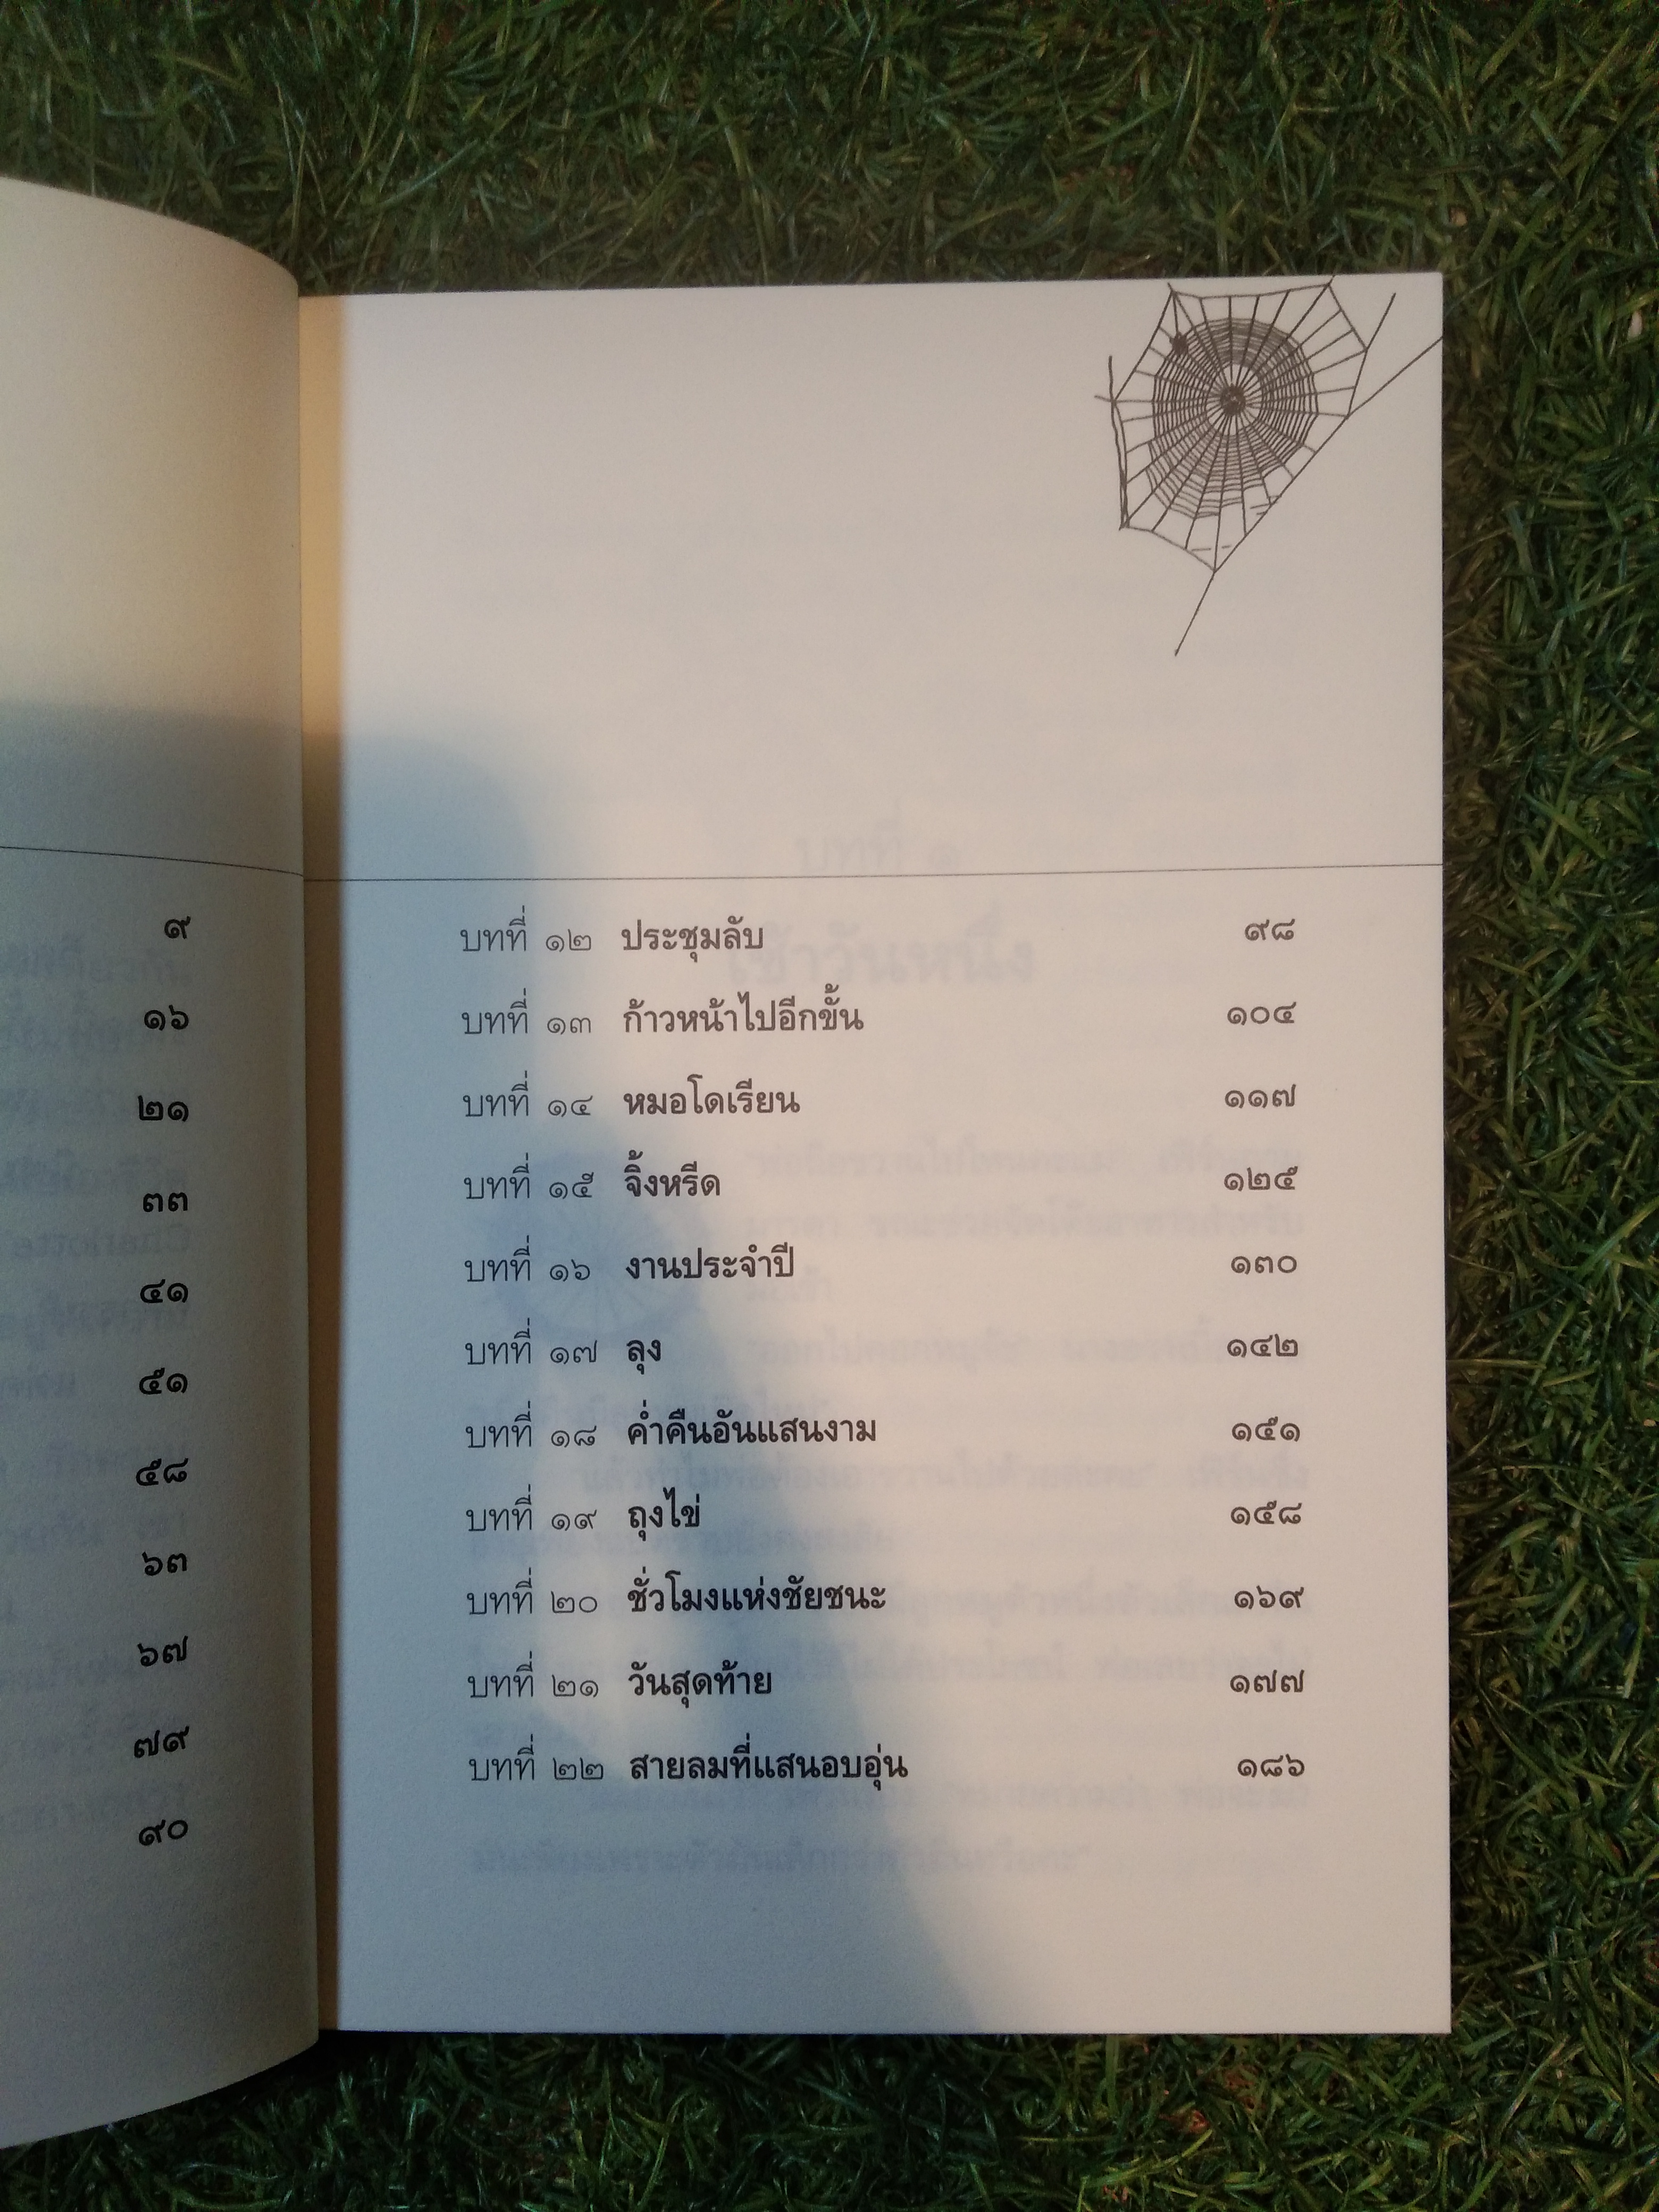 ๙
๑๖
๒๑
๓๓
๔๑
๕๑
๕๘
๖๓
๖๗
๗๙
๙๐
บทที่ ๑๒ ประชุมลับ ๙๘
บทที่ ๑๓ ก้าวหน้าไปอีกขั้น ๑๐๔
บทที่ ๑๔ หมอโดเรียน ๑๑๗
บทที่ ๑๕ จิ้งหรีด ๑๒๕
บทที่ ๑๖ งานประจำปี ๑๓๐
บทที่ ๑๗ ลุง ๑๔๒
บทที่ ๑๘ ค่ำคืนอันแสนงาม ๑๕๑
บทที่ ๑๙ ถุงไข่ ๑๕๘
บทที่ ๒๐ ชั่วโมงแห่งชัยชนะ ๑๖๙
บทที่ ๒๑ วันสุดท้าย ๑๗๗
บทที่ ๒๒ สายลมที่แสนอบอุ่น ๑๘๖